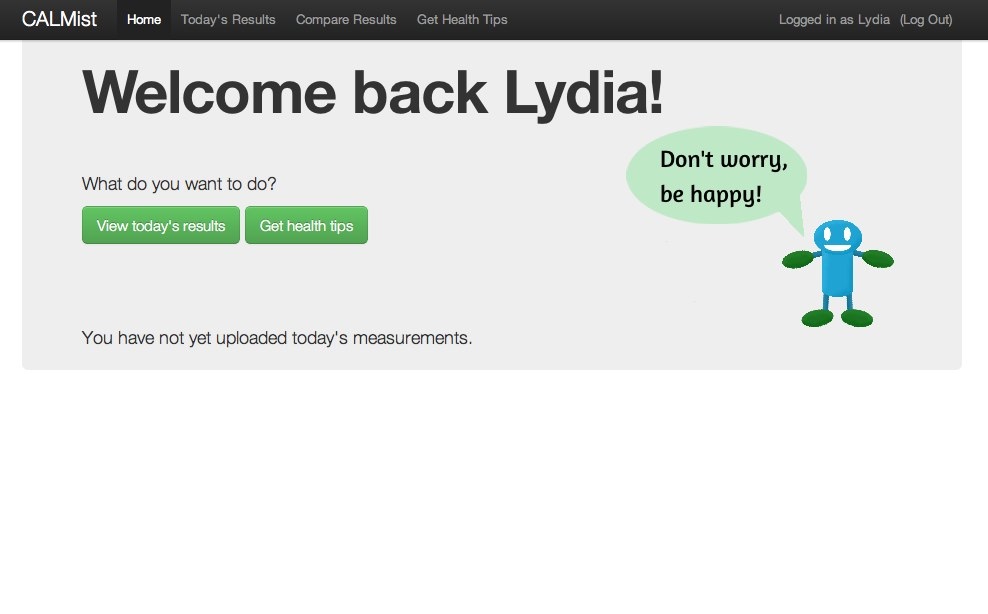 CALMist Home Today's Results Compare Results Get Health Tips Logged in as Lydia (Log Out)
Welcome back Lydia!
Don't worry,
be happy!
What do you want to do?
View today's results Get health tips
You have not yet uploaded today's measurements.